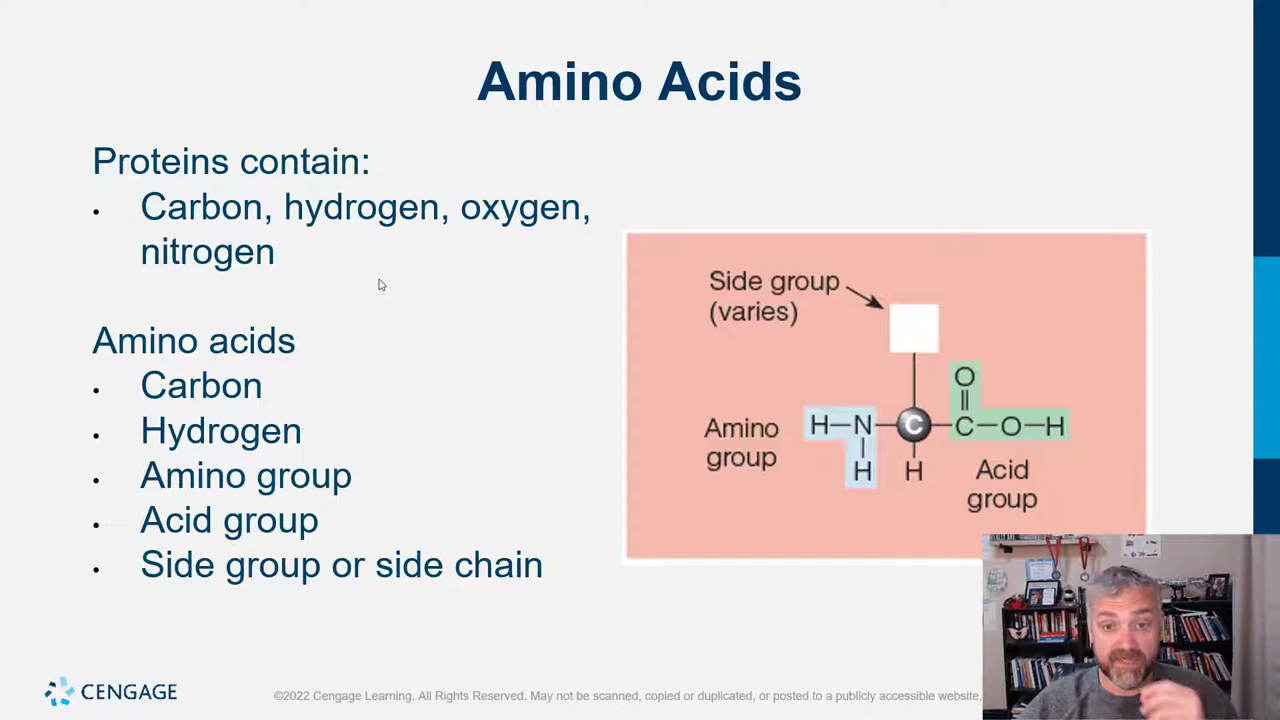 Amino Acids
Proteins contain:
• Carbon, hydrogen, oxygen,
nitrogen
Amino acids
• Carbon
• Hydrogen
• Amino group
• Acid group
• Side group or side chain
Side group
(varies)
O
H—N—C—C—O—H
H
H
Amino
group
Acid
group
CENGAGE
©2022 Cengage Learning. All Rights Reserved. May not be scanned, copied or duplicated, or posted to a publicly accessible website,